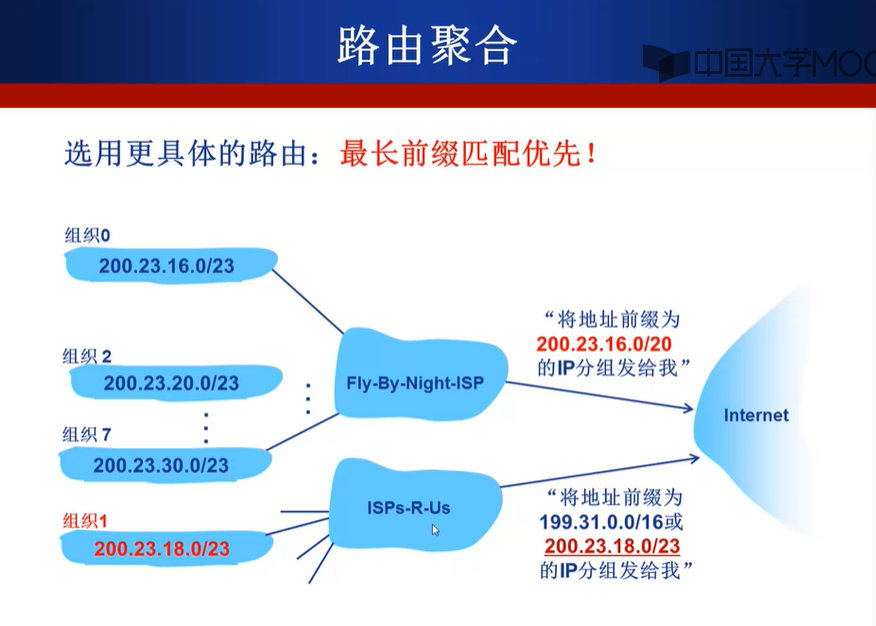 路由聚合
中国大学MOO
选用更具体的路由：最长前缀匹配优先！
组织0
200.23.16.0/23
组织 2
200.23.20.0/23
组织 7
200.23.30.0/23
组织1
200.23.18.0/23
Fly-By-Night-ISP
ISPs-R-Us
“将地址前缀为
200.23.16.0/20
的IP分组发给我”
Internet
“将地址前缀为
199.31.0.0/16或
200.23.18.0/23
的IP分组发给我”